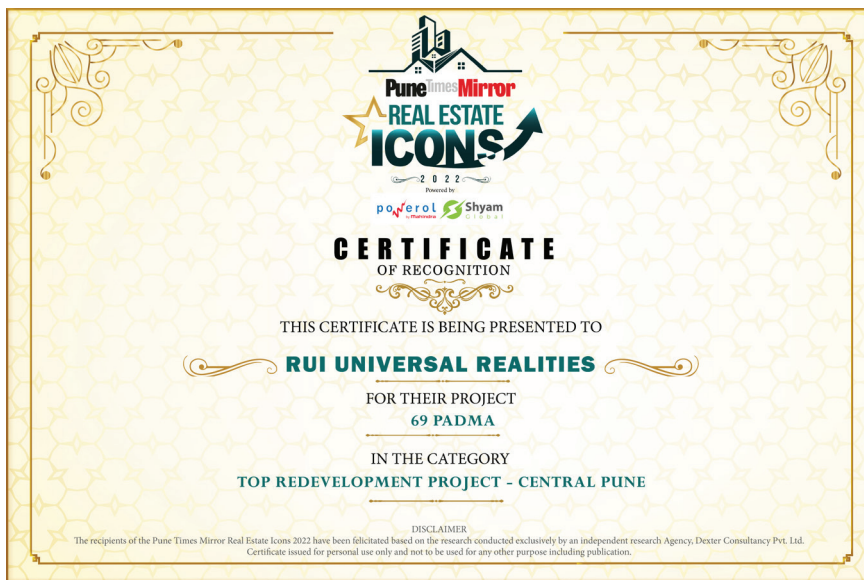 PuneTimesMirror
REAL ESTATE
ICONS
2022
Powered by
powerol Shyam
by Mahindra Global
CERTIFICATE
OF RECOGNITION
THIS CERTIFICATE IS BEING PRESENTED TO
RUI UNIVERSAL REALITIES
FOR THEIR PROJECT
69 PADMA
IN THE CATEGORY
TOP REDEVELOPMENT PROJECT - CENTRAL PUNE
DISCLAIMER
The recipients of the Pune Times Mirror Real Estate Icons 2022 have been felicitated based on the research conducted exclusively by an independent research Agency, Dexter Consultancy Pvt. Ltd.
Certificate issued for personal use only and not to be used for any other purpose including publication.